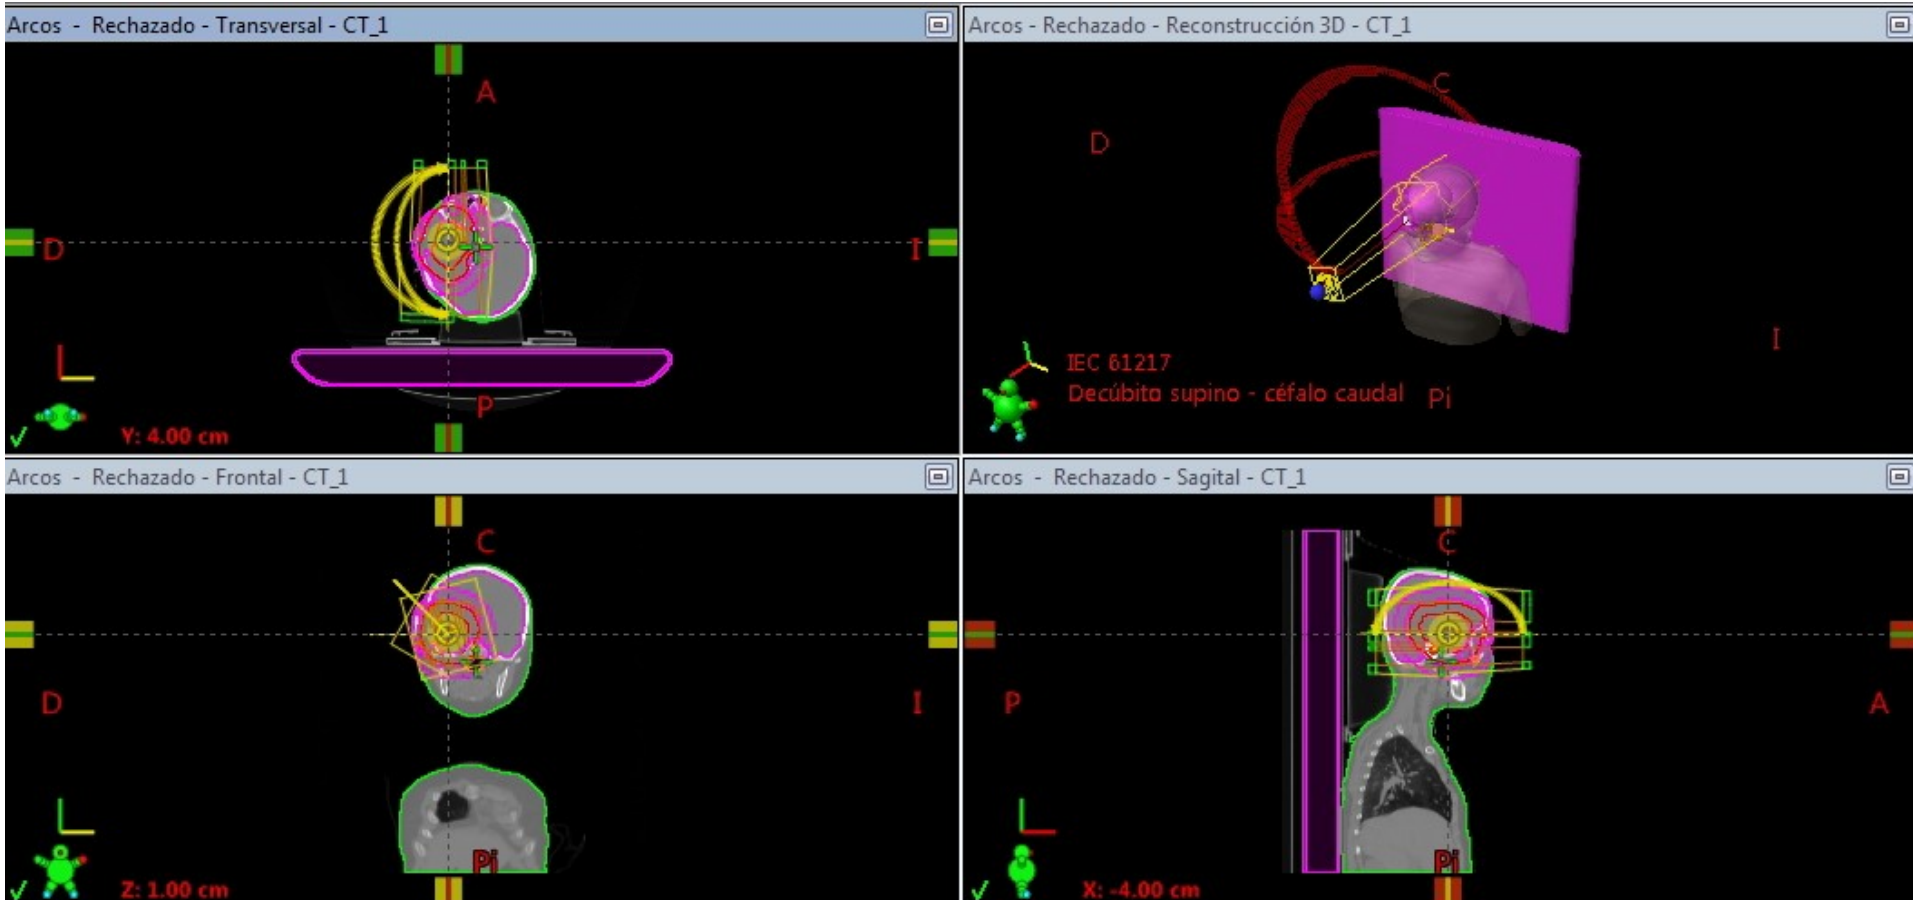 Arcos - Rechazado - Transversal - CT_1
A
D
I
P
Y: 4.00 cm
Arcos - Rechazado - Reconstrucción 3D - CT_1
C
D
I
IEC 61217
Decúbito supino - céfalo caudal
Pi
Arcos - Rechazado - Frontal - CT_1
C
D
I
Pi
Z: 1.00 cm
Arcos - Rechazado - Sagital - CT_1
C
P
A
Pi
X: -4.00 cm